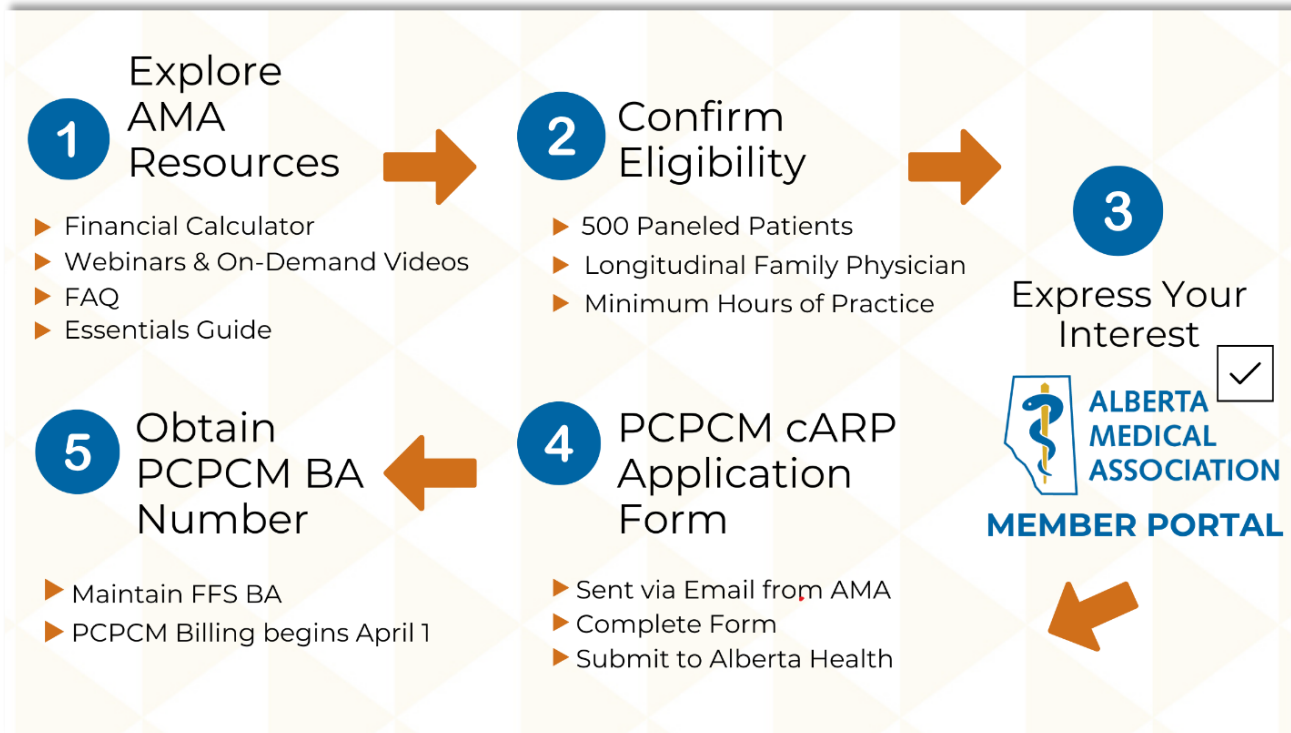 1
Explore
AMA
Resources
Financial Calculator
Webinars & On-Demand Videos
FAQ
Essentials Guide
2
Confirm
Eligibility
500 Paneled Patients
Longitudinal Family Physician
Minimum Hours of Practice
3
Express Your
Interest
ALBERTA
MEDICAL
ASSOCIATION
MEMBER PORTAL
4
PCPCM cARP
Application
Form
Sent via Email from AMA
Complete Form
Submit to Alberta Health
5
Obtain
PCPCM BA
Number
Maintain FFS BA
PCPCM Billing begins April 1